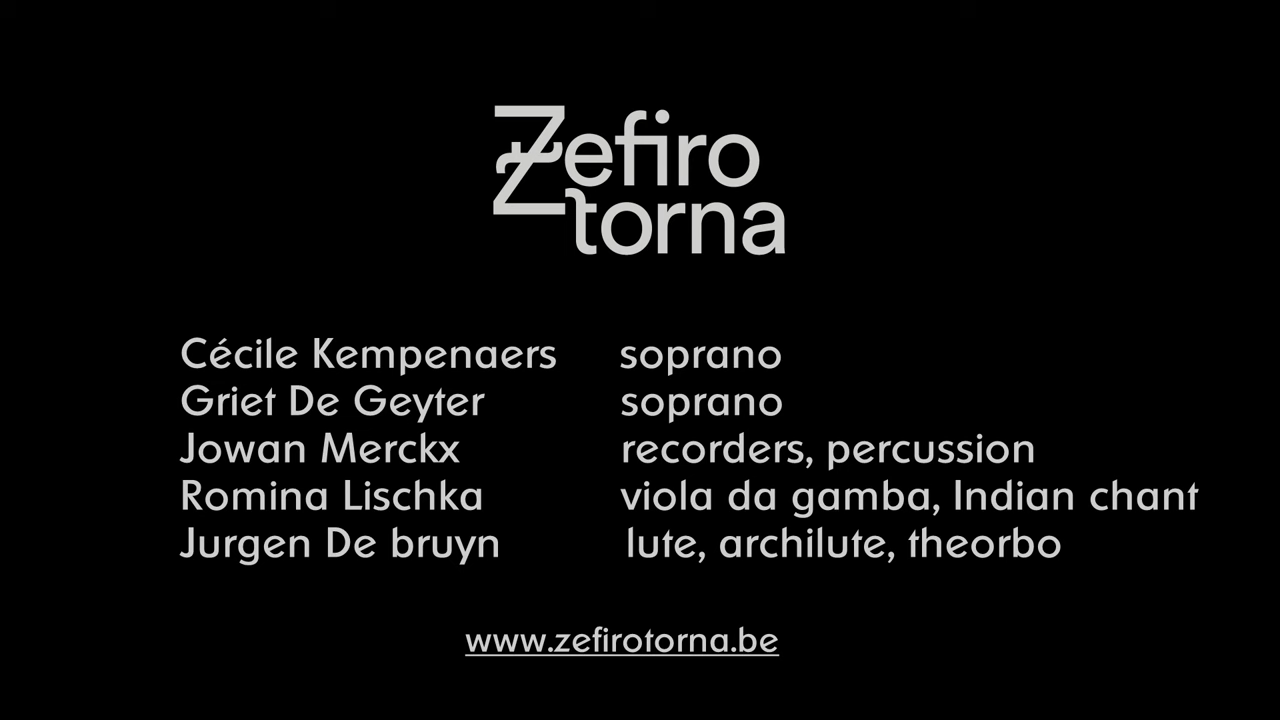 Zefiro
torna
Cécile Kempenaers soprano
Griet De Geyter soprano
Jowan Merckx recorders, percussion
Romina Lischka viola da gamba, Indian chant
Jurgen De bruyn lute, archilute, theorbo
www.zefirotorna.be